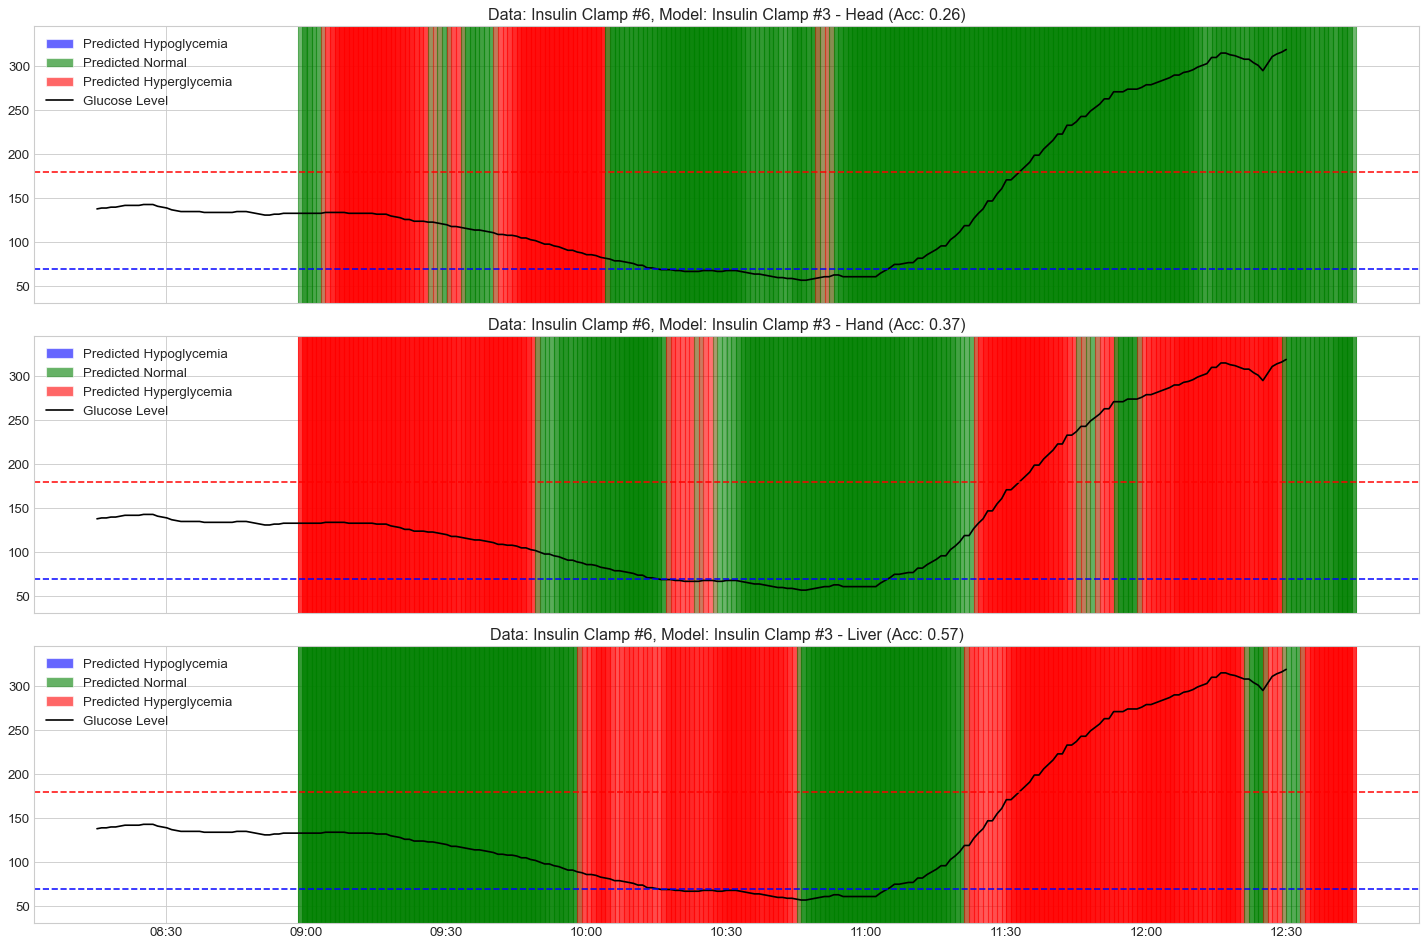 Data: Insulin Clamp #6, Model: Insulin Clamp #3 - Head (Acc: 0.26)
Predicted Hypoglycemia
Predicted Normal
Predicted Hyperglycemia
Glucose Level
300
250
200
150
100
50
Data: Insulin Clamp #6, Model: Insulin Clamp #3 - Hand (Acc: 0.37)
Predicted Hypoglycemia
Predicted Normal
Predicted Hyperglycemia
Glucose Level
300
250
200
150
100
50
Data: Insulin Clamp #6, Model: Insulin Clamp #3 - Liver (Acc: 0.57)
Predicted Hypoglycemia
Predicted Normal
Predicted Hyperglycemia
Glucose Level
300
250
200
150
100
50
08:30 09:00 09:30 10:00 10:30 11:00 11:30 12:00 12:30